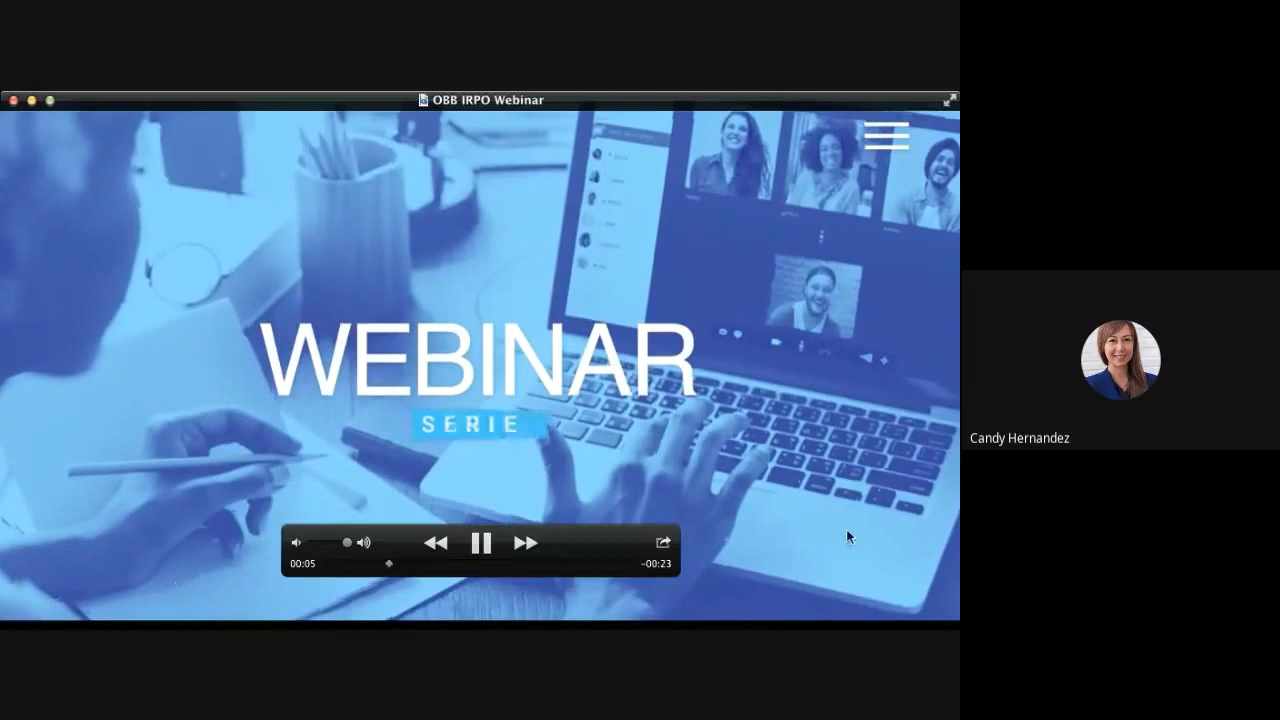 OBB IRPO Webinar
WEBINAR
SERIE
00:05
-00:23
Candy Hernandez